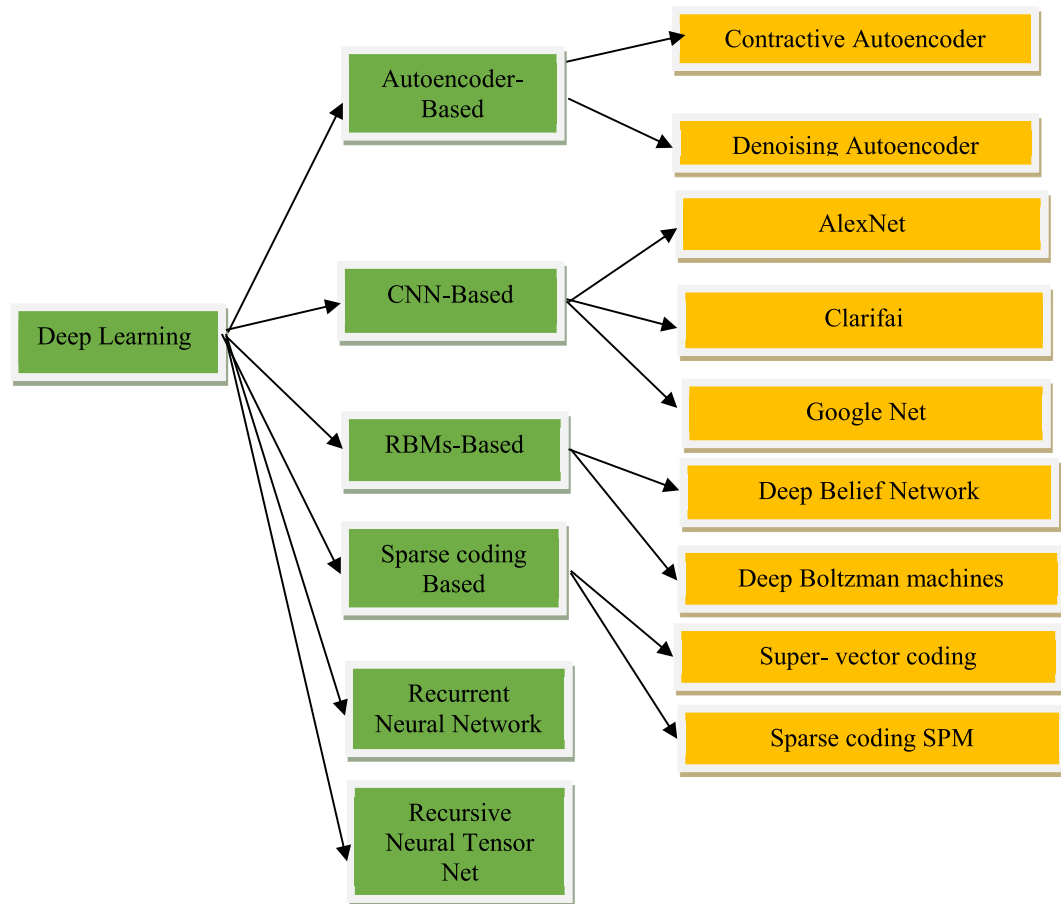 Deep Learning
Autoencoder-
Based
CNN-Based
RBMs-Based
Sparse coding
Based
Recurrent
Neural Network
Recursive
Neural Tensor
Net
Contractive Autoencoder
Denoising Autoencoder
AlexNet
Clarifai
Google Net
Deep Belief Network
Deep Boltzman machines
Super- vector coding
Sparse coding SPM